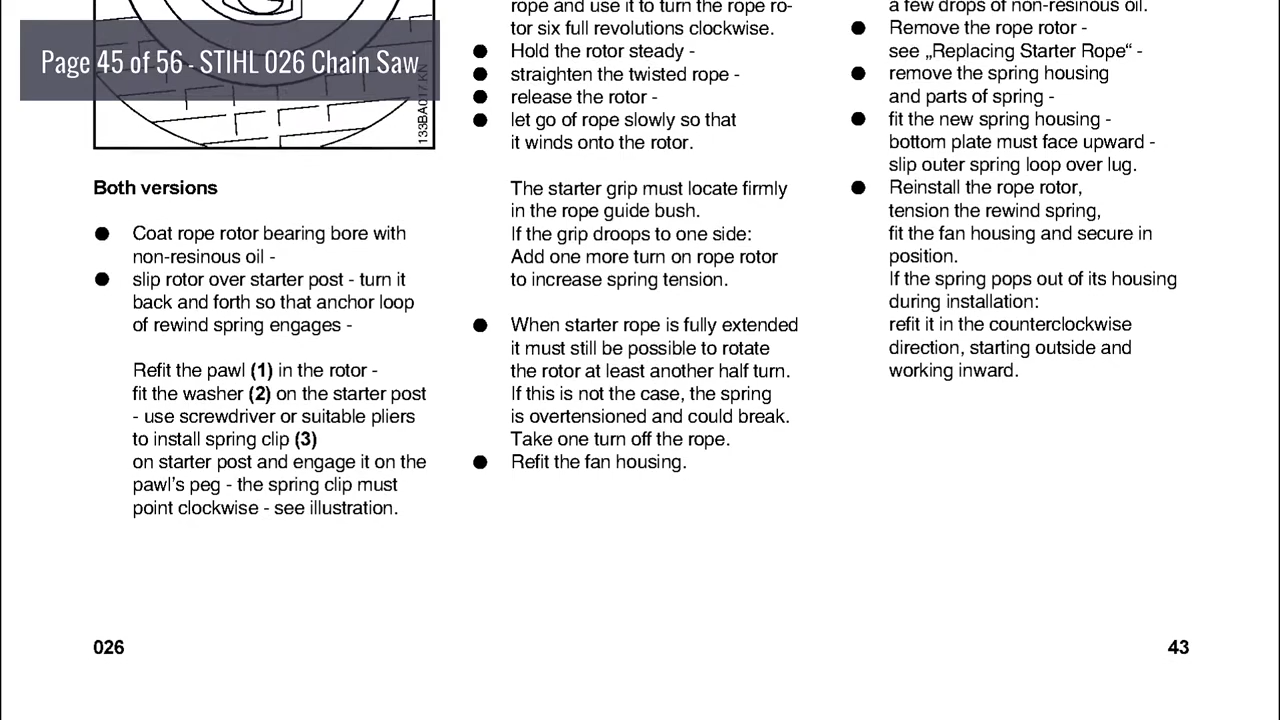 Page 45 of 56 - STIHL 026 Chain Saw
133BA017 KN
Both versions
● Coat rope rotor bearing bore with
non-resinous oil -
● slip rotor over starter post - turn it
back and forth so that anchor loop
of rewind spring engages -
Refit the pawl (1) in the rotor -
fit the washer (2) on the starter post
- use screwdriver or suitable pliers
to install spring clip (3)
on starter post and engage it on the
pawl's peg - the spring clip must
point clockwise - see illustration.
rope and use it to turn the rope ro-
tor six full revolutions clockwise.
● Hold the rotor steady -
● straighten the twisted rope -
● release the rotor -
● let go of rope slowly so that
it winds onto the rotor.
The starter grip must locate firmly
in the rope guide bush.
If the grip droops to one side:
Add one more turn on rope rotor
to increase spring tension.
● When starter rope is fully extended
it must still be possible to rotate
the rotor at least another half turn.
If this is not the case, the spring
is overtensioned and could break.
Take one turn off the rope.
● Refit the fan housing.
a few drops of non-resinous oil.
● Remove the rope rotor -
see „Replacing Starter Rope“ -
● remove the spring housing
and parts of spring -
● fit the new spring housing -
bottom plate must face upward -
slip outer spring loop over lug.
● Reinstall the rope rotor,
tension the rewind spring,
fit the fan housing and secure in
position.
If the spring pops out of its housing
during installation:
refit it in the counterclockwise
direction, starting outside and
working inward.
026
43